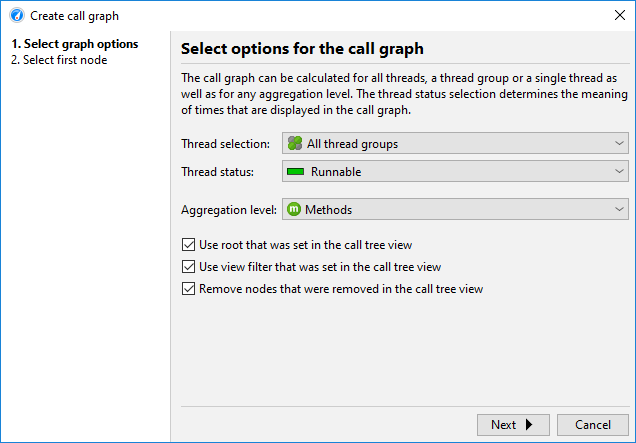 Create call graph
1. Select graph options
2. Select first node
Select options for the call graph
The call graph can be calculated for all threads, a thread group or a single thread as
well as for any aggregation level. The thread status selection determines the meaning
of times that are displayed in the call graph.
Thread selection: All thread groups
Thread status: Runnable
Aggregation level: m Methods
Use root that was set in the call tree view
Use view filter that was set in the call tree view
Remove nodes that were removed in the call tree view
Next Cancel